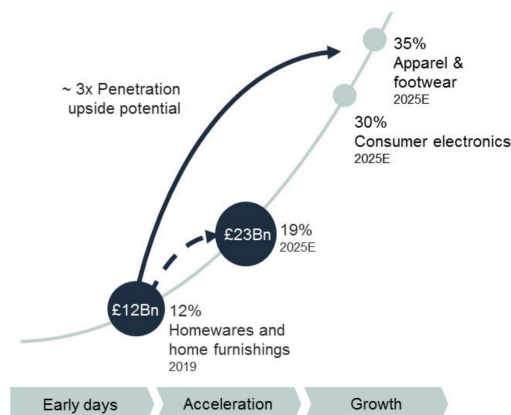 35%
Apparel &
footwear
2025E
~ 3x Penetration
upside potential
30%
Consumer electronics
2025E
£23Bn
19%
2025E
£12Bn
12%
Homewares and
home furnishings
2019
Early days
Acceleration
Growth